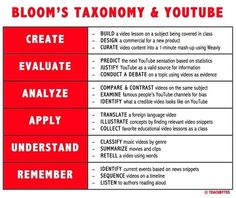 BLOOM'S TAXONOMY & YOUTUBE
CREATE
– BUILD a video lesson on a subject being covered in class
– DESIGN a commercial for a new product
– CURATE video content into a 1-minute mash-up using Weavly
EVALUATE
– PREDICT the next YouTube sensation based on statistics
– JUSTIFY YouTube as a valid source for information
– CONDUCT A DEBATE on a topic using videos as evidence
ANALYZE
– COMPARE & CONTRAST videos on the same subject
– EXAMINE famous people's YouTube channels for bias
– IDENTIFY what a credible video looks like on YouTube
APPLY
– TRANSLATE a foreign language video
– ILLUSTRATE concepts by finding relevant video snippets
– COLLECT favorite educational video lessons as a class
UNDERSTAND
– CLASSIFY music videos by genre
– SUMMARIZE movies and clips
– RETELL a video using words
REMEMBER
– IDENTIFY current events based on news snippets
– SEQUENCE videos on a timeline
– LISTEN to authors reading aloud
© TEACHBYTES